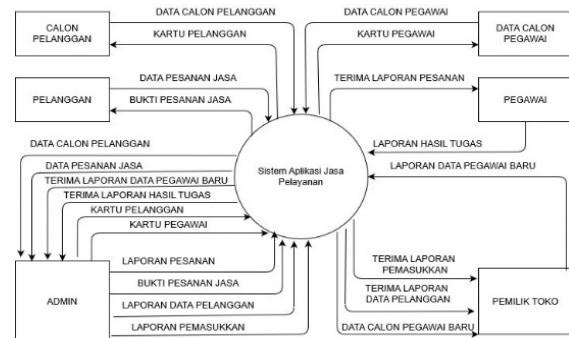 CALON
PELANGGAN
DATA CALON PELANGGAN
KARTU PELANGGAN
DATA CALON PEGAWAI
KARTU PEGAWAI
DATA CALON
PEGAWAI
PELANGGAN
DATA PESANAN JASA
BUKTI PESANAN JASA
TERIMA LAPORAN PESANAN
PEGAWAI
DATA CALON PELANGGAN
DATA PESANAN JASA
TERIMA LAPORAN DATA PEGAWAI BARU
TERIMA LAPORAN HASIL TUGAS
KARTU PELANGGAN
KARTU PEGAWAI
Sistem Aplikasi Jasa
Pelayanan
LAPORAN HASIL TUGAS
LAPORAN DATA PEGAWAI BARU
ADMIN
LAPORAN PESANAN
BUKTI PESANAN JASA
LAPORAN DATA PELANGGAN
LAPORAN PEMASUKKAN
TERIMA LAPORAN
PEMASUKKAN
TERIMA LAPORAN
DATA PELANGGAN
DATA CALON PEGAWAI BARU
PEMILIK TOKO